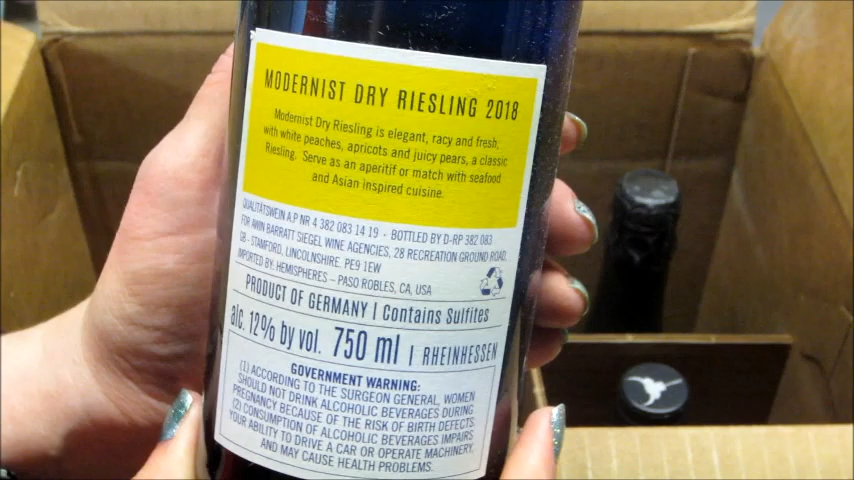 MODERNIST DRY RIESLING 2018
Modernist Dry Riesling is elegant, racy and fresh,
with white peaches, apricots and juicy pears, a classic
Riesling. Serve as an aperitif or match with seafood
and Asian inspired cuisine.
QUALITÄTSWEIN A.P NR 4 382 083 14 19 - BOTTLED BY D-RP 382 083
FOR AWIN BARRATT SIEGEL WINE AGENCIES, 28 RECREATION GROUND ROAD,
GB - STAMFORD, LINCOLNSHIRE. PE9 1EW
IMPORTED BY: HEMISPHERES – PASO ROBLES, CA, USA
PRODUCT OF GERMANY | Contains Sulfites
alc. 12% by vol. 750 ml | RHEINHESSEN
GOVERNMENT WARNING:
(1) ACCORDING TO THE SURGEON GENERAL, WOMEN
SHOULD NOT DRINK ALCOHOLIC BEVERAGES DURING
PREGNANCY BECAUSE OF THE RISK OF BIRTH DEFECTS
(2) CONSUMPTION OF ALCOHOLIC BEVERAGES IMPAIRS
YOUR ABILITY TO DRIVE A CAR OR OPERATE MACHINERY,
AND MAY CAUSE HEALTH PROBLEMS.